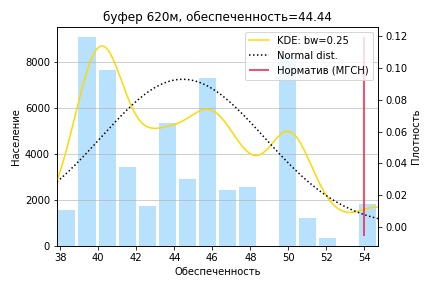 буфер 620м, обеспеченность=44.44
KDE: bw=0.25
Normal dist.
Норматив (МГСН)
Население
8000
6000
4000
2000
0
0.12
0.10
0.08
0.06
0.04
0.02
0.00
Плотность
38 40 42 44 46 48 50 52 54
Обеспеченность